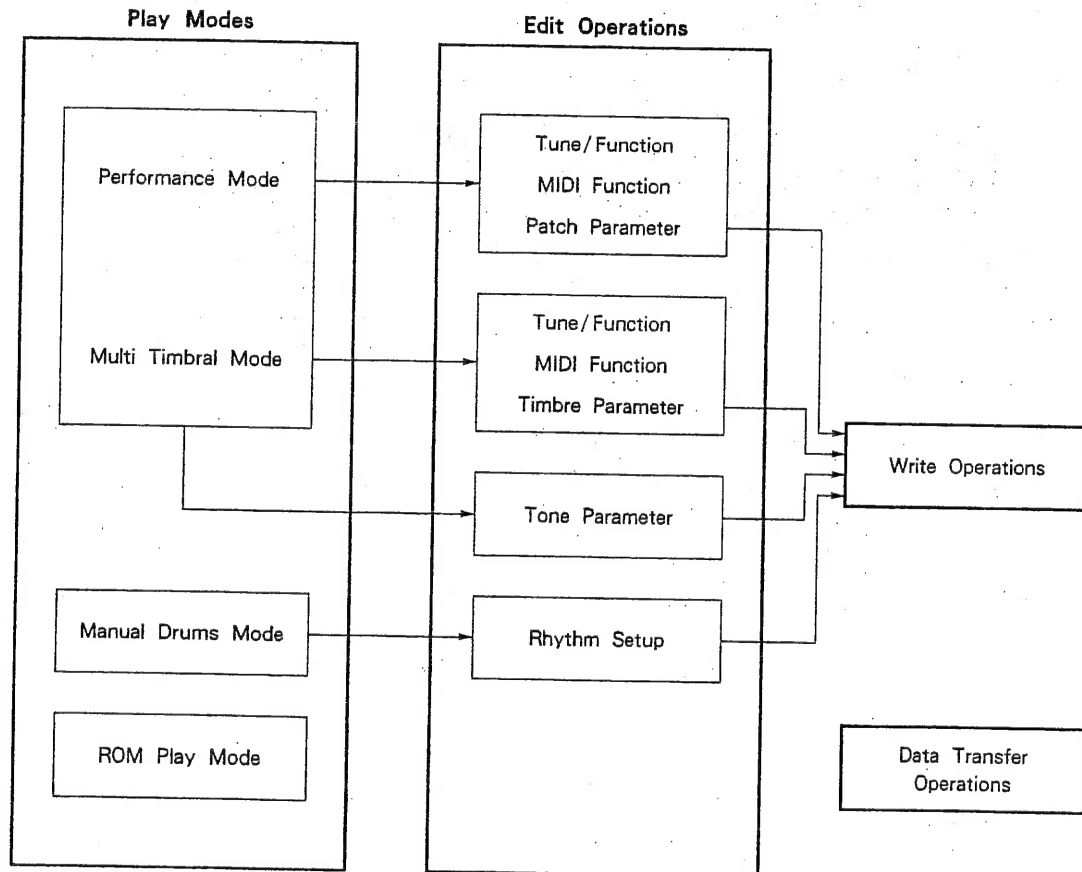 Play Modes
Edit Operations
Performance Mode
Multi Timbral Mode
Manual Drums Mode
ROM Play Mode
Tune/Function
MIDI Function
Patch Parameter
Tune/Function
MIDI Function
Timbre Parameter
Tone Parameter
Rhythm Setup
Write Operations
Data Transfer
Operations